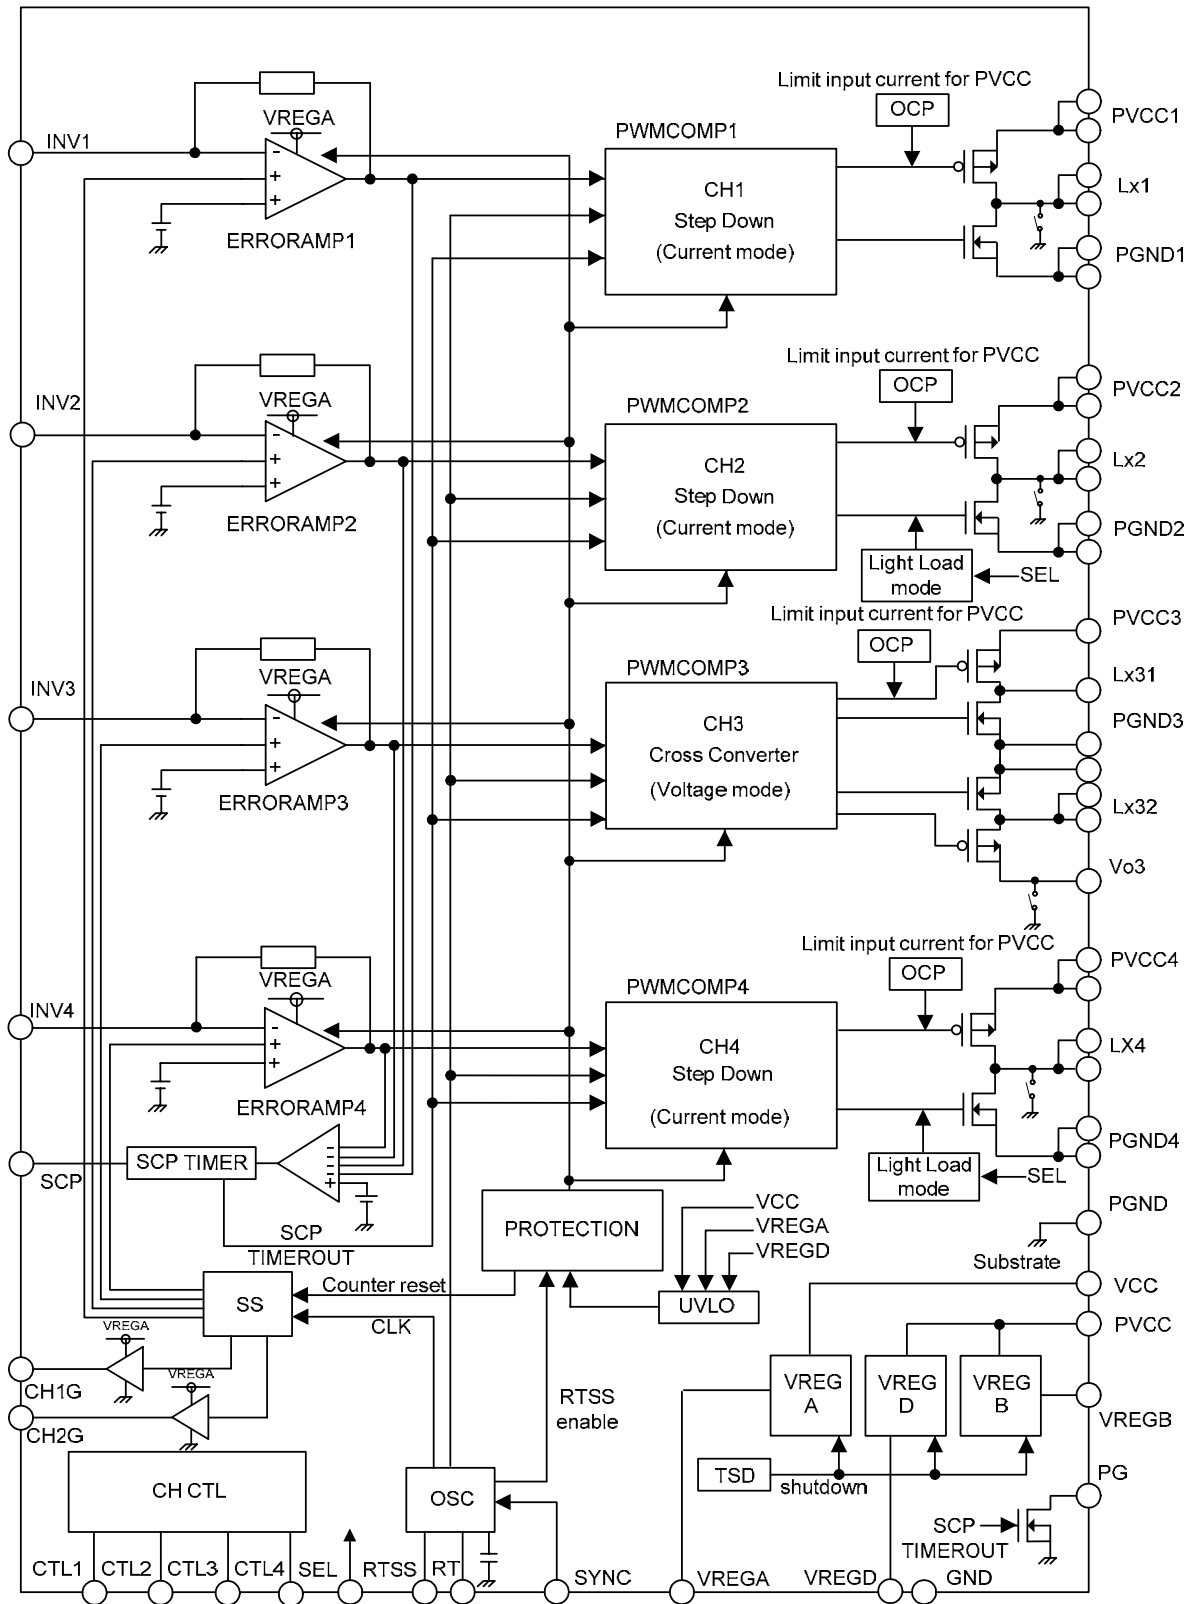 Limit input current for PVCC
OCP
PVCC1
VREGA
INV1
PWMCOMP1
-
+
+
CH1
Step Down
(Current mode)
Lx1
ERRORAMP1
PGND1
Limit input current for PVCC
OCP
PVCC2
VREGA
INV2
PWMCOMP2
-
+
+
CH2
Step Down
(Current mode)
Lx2
ERRORAMP2
PGND2
Light Load
mode
SEL
Limit input current for PVCC
OCP
PVCC3
VREGA
INV3
PWMCOMP3
-
+
+
CH3
Cross Converter
(Voltage mode)
Lx31
PGND3
ERRORAMP3
Lx32
Vo3
Limit input current for PVCC
OCP
PVCC4
VREGA
INV4
PWMCOMP4
-
+
+
CH4
Step Down
(Current mode)
LX4
ERRORAMP4
PGND4
Light Load
mode
SEL
SCP
SCP TIMER
-
-
-
-
+
SCP
TIMEROUT
PROTECTION
VCC
VREGA
VREGD
UVLO
PGND
Substrate
VCC
PVCC
SS
Counter reset
CLK
VREGA
CH1G
VREGA
CH2G
RTSS
enable
VREG
A
VREG
D
VREG
B
VREGB
TSD
shutdown
CH CTL
OSC
PG
SCP
TIMEROUT
CTL1
CTL2
CTL3
CTL4
SEL
RTSS
RT
SYNC
VREGA
VREGD
GND